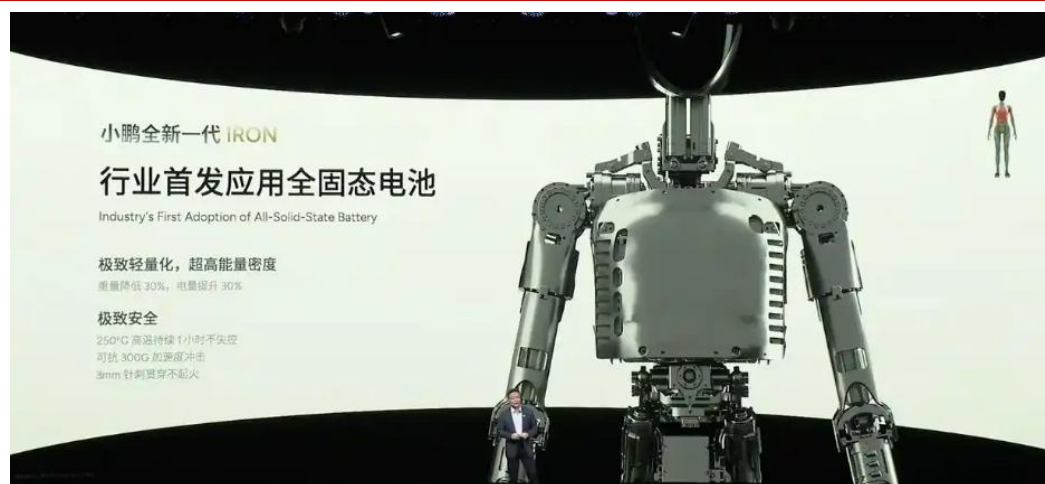 小鹏全新一代 IRON
行业首发应用全固态电池
Industry's First Adoption of All-Solid-State Battery
极致轻量化，超高能量密度
重量降低 30%，电量提升 30%
极致安全
250°C 高温持续 1 小时不失控
可抗 300G 加速度冲击
3mm 针刺贯穿不起火